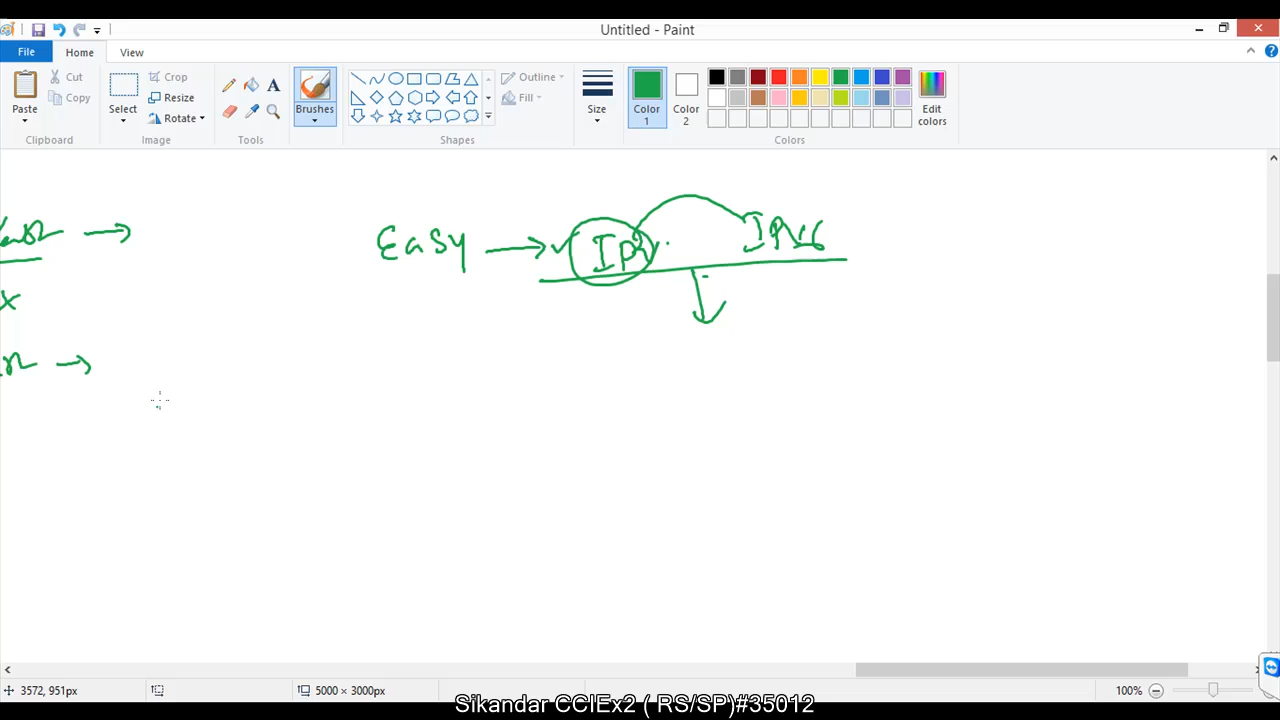 Untitled - Paint
File Home View
Paste Cut Copy Select Crop Resize Rotate Brushes Outline Fill Size Color 1 Color 2 Edit colors
Clipboard Image Tools Shapes Colors
Easy IPv IPv6
x
3572, 951px 5000 × 3000px 100%
Sikandar CCIEx2 ( RS/SP)#35012